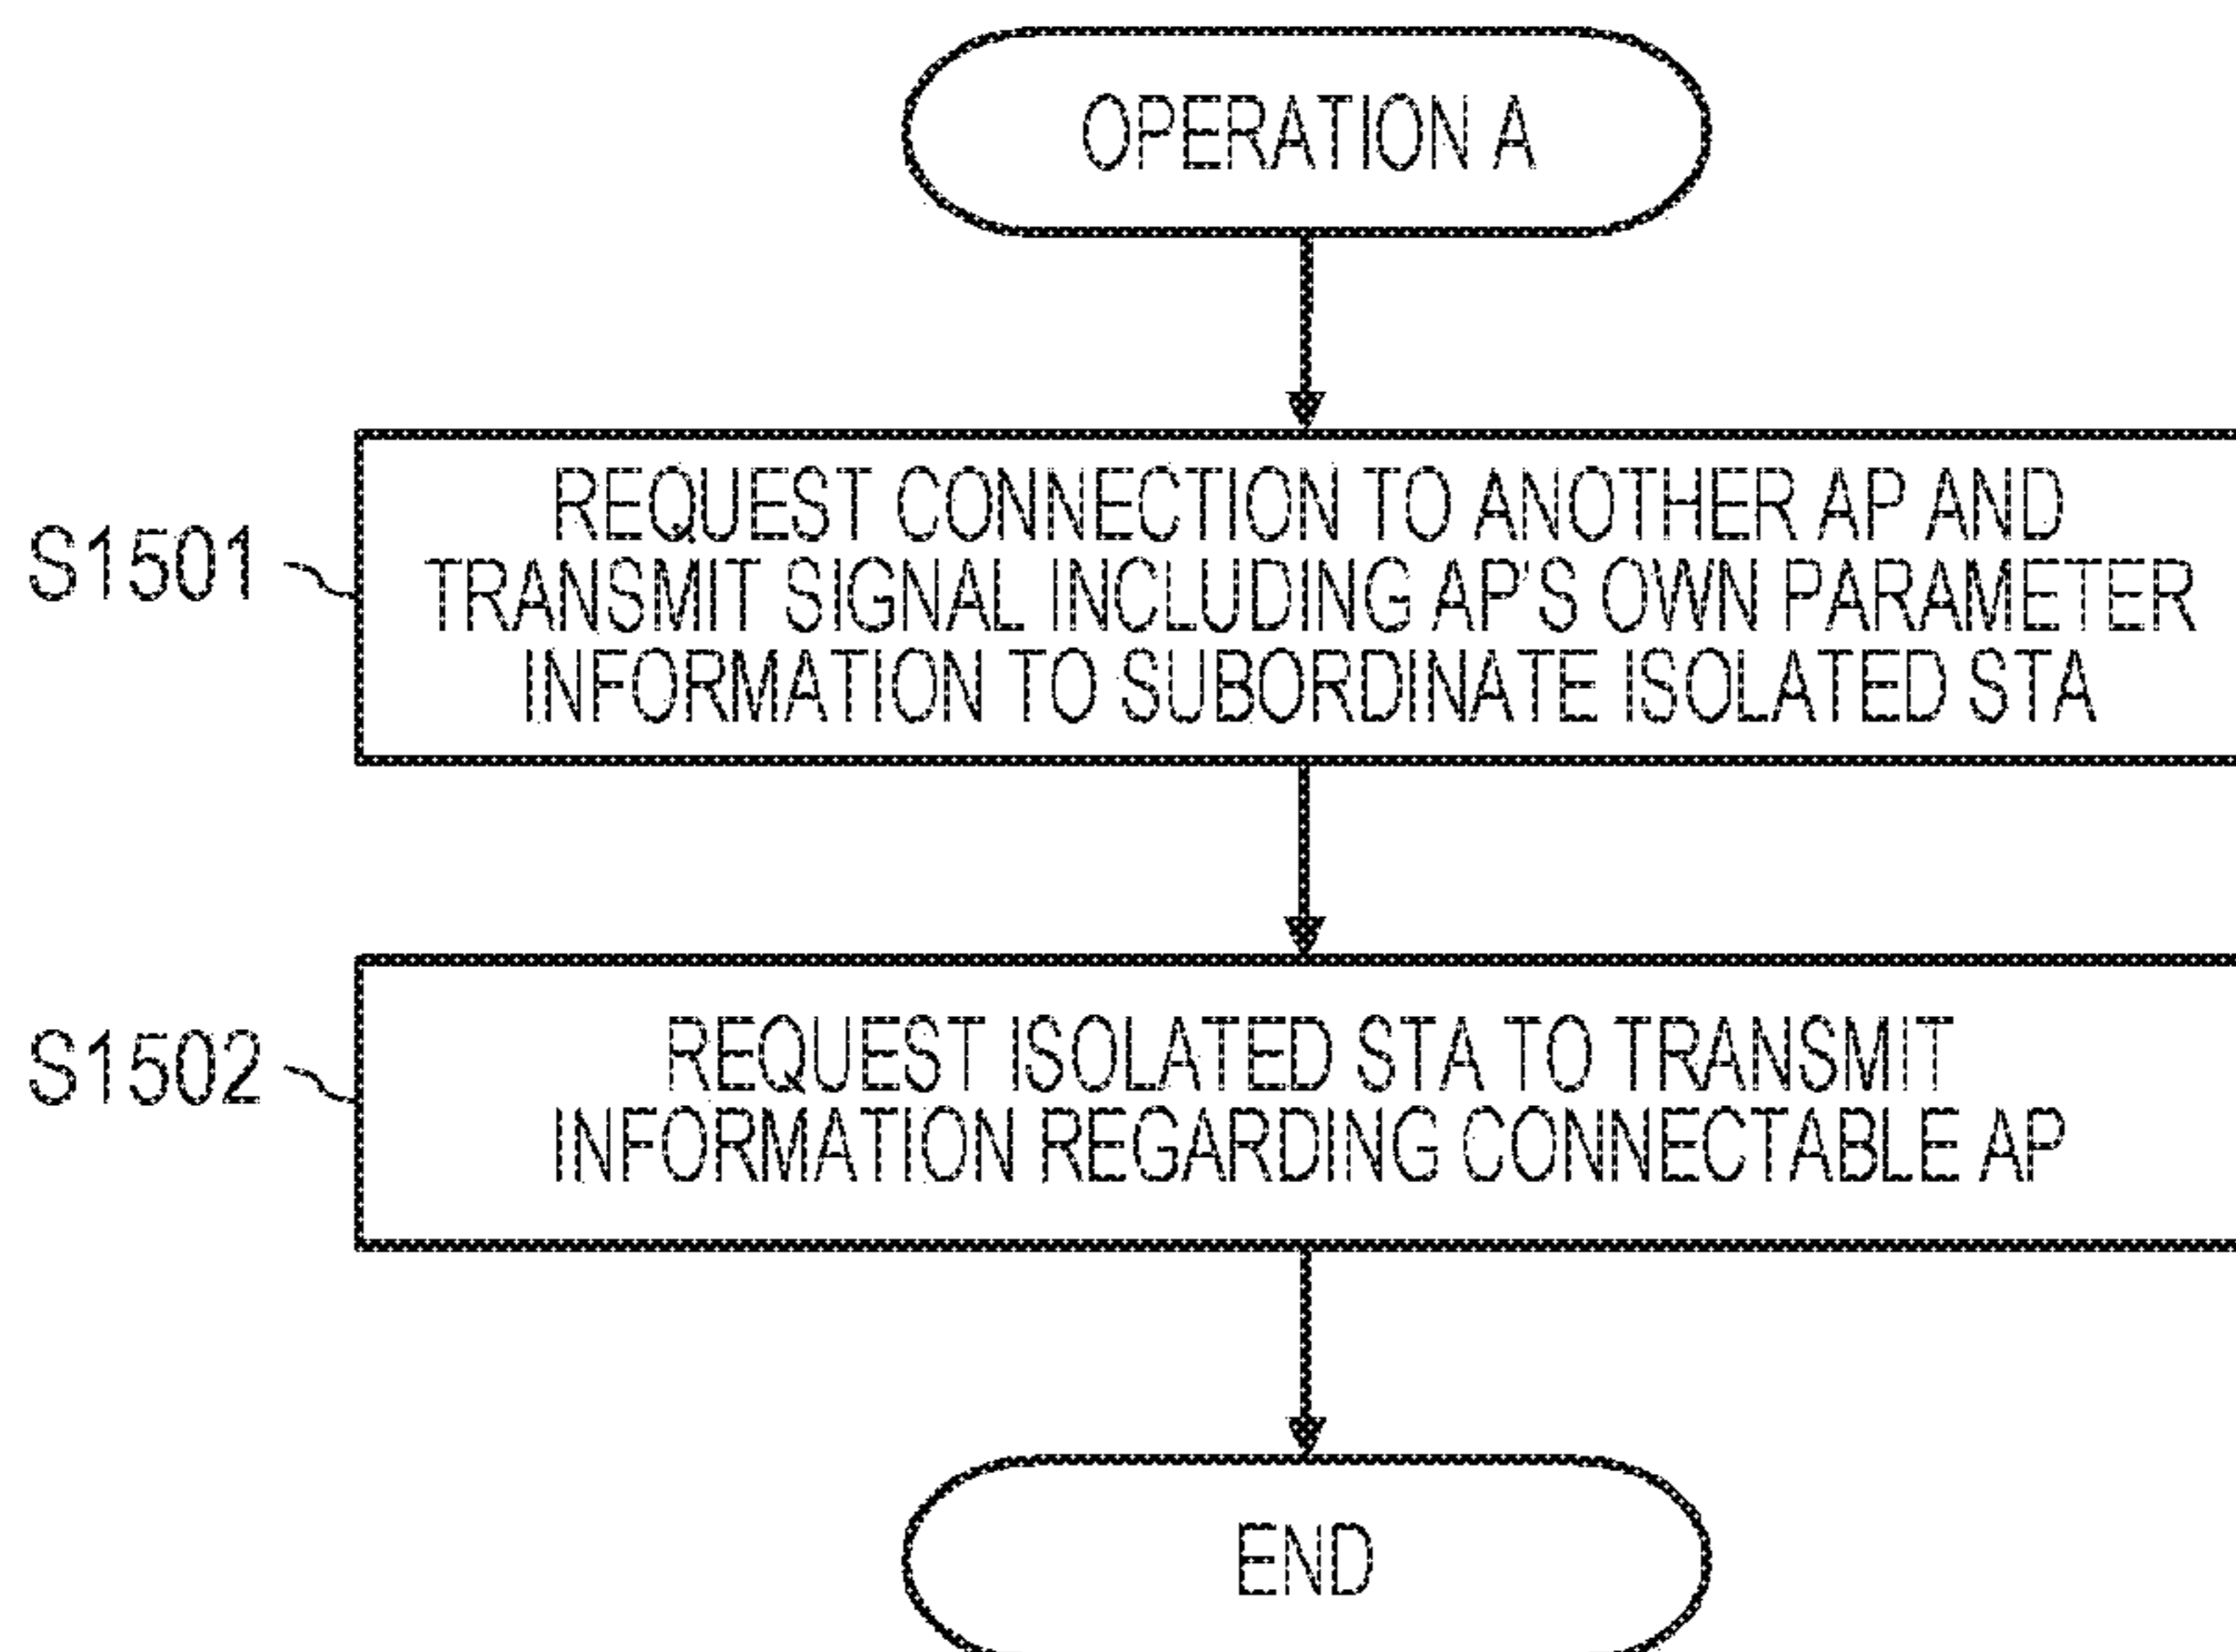 OPERATION A
S1501
REQUEST CONNECTION TO ANOTHER AP AND
TRANSMIT SIGNAL INCLUDING AP'S OWN PARAMETER
INFORMATION TO SUBORDINATE ISOLATED STA
S1502
REQUEST ISOLATED STA TO TRANSMIT
INFORMATION REGARDING CONNECTABLE AP
END